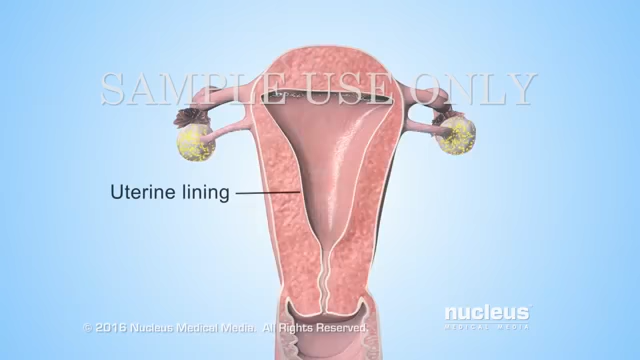 SAMPLE USE ONLY
Uterine lining
nucleus
MEDICAL MEDIA
© 2016 Nucleus Medical Media. All Rights Reserved.